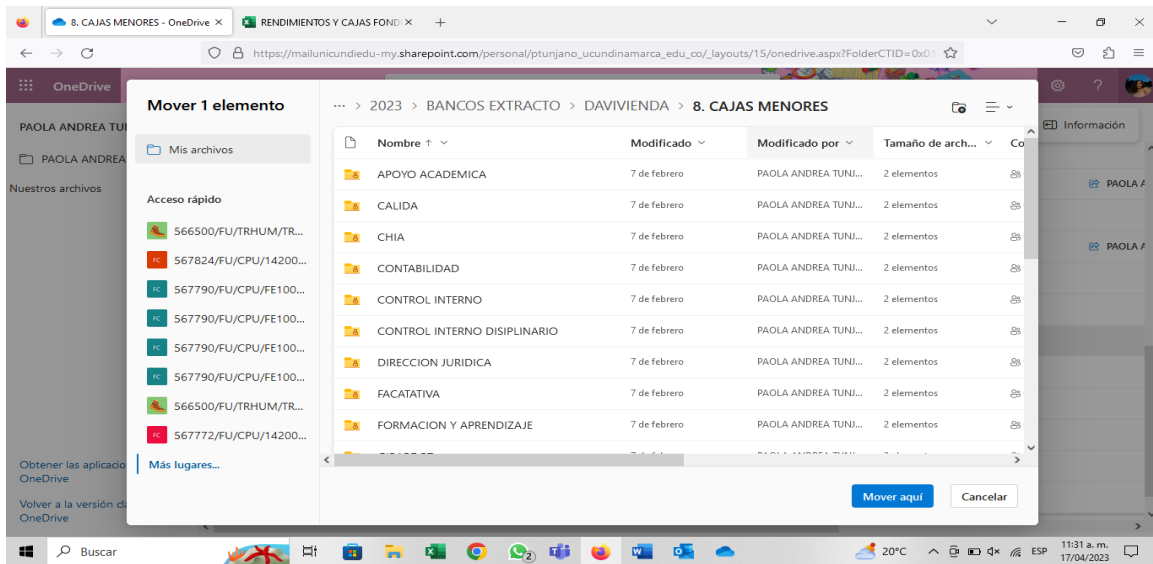 8. CAJAS MENORES - OneDrive
RENDIMIENTOS Y CAJAS FOND
https://mailunicundiedu-my.sharepoint.com/personal/ptunjano_ucundinamarca_edu_co/_layouts/15/onedrive.aspx?FolderCTID=0x01
OneDrive
PAOLA ANDREA TU
PAOLA ANDREA
Nuestros archivos
Obtener las aplicacio
OneDrive
Volver a la versión clá
OneDrive
Mover 1 elemento
Mis archivos
Acceso rápido
566500/FU/TRHUM/TR...
FC 567824/FU/CPU/14200...
FC 567790/FU/CPU/FE100...
FC 567790/FU/CPU/FE100...
FC 567790/FU/CPU/FE100...
FC 567790/FU/CPU/FE100...
566500/FU/TRHUM/TR...
FC 567772/FU/CPU/14200...
Más lugares...
··· > 2023 > BANCOS EXTRACTO > DAVIVIENDA > 8. CAJAS MENORES
Nombre Modificado Modificado por Tamaño de arch... Co
APOYO ACADEMICA 7 de febrero PAOLA ANDREA TUNJ... 2 elementos
CALIDA 7 de febrero PAOLA ANDREA TUNJ... 2 elementos
CHIA 7 de febrero PAOLA ANDREA TUNJ... 2 elementos
CONTABILIDAD 7 de febrero PAOLA ANDREA TUNJ... 2 elementos
CONTROL INTERNO 7 de febrero PAOLA ANDREA TUNJ... 2 elementos
CONTROL INTERNO DISIPLINARIO 7 de febrero PAOLA ANDREA TUNJ... 2 elementos
DIRECCION JURIDICA 7 de febrero PAOLA ANDREA TUNJ... 2 elementos
FACATATIVA 7 de febrero PAOLA ANDREA TUNJ... 2 elementos
FORMACION Y APRENDIZAJE 7 de febrero PAOLA ANDREA TUNJ... 2 elementos
Mover aquí Cancelar
Información
PAOLA A
PAOLA A
Buscar
2
20°C
ESP
11:31 a. m.
17/04/2023